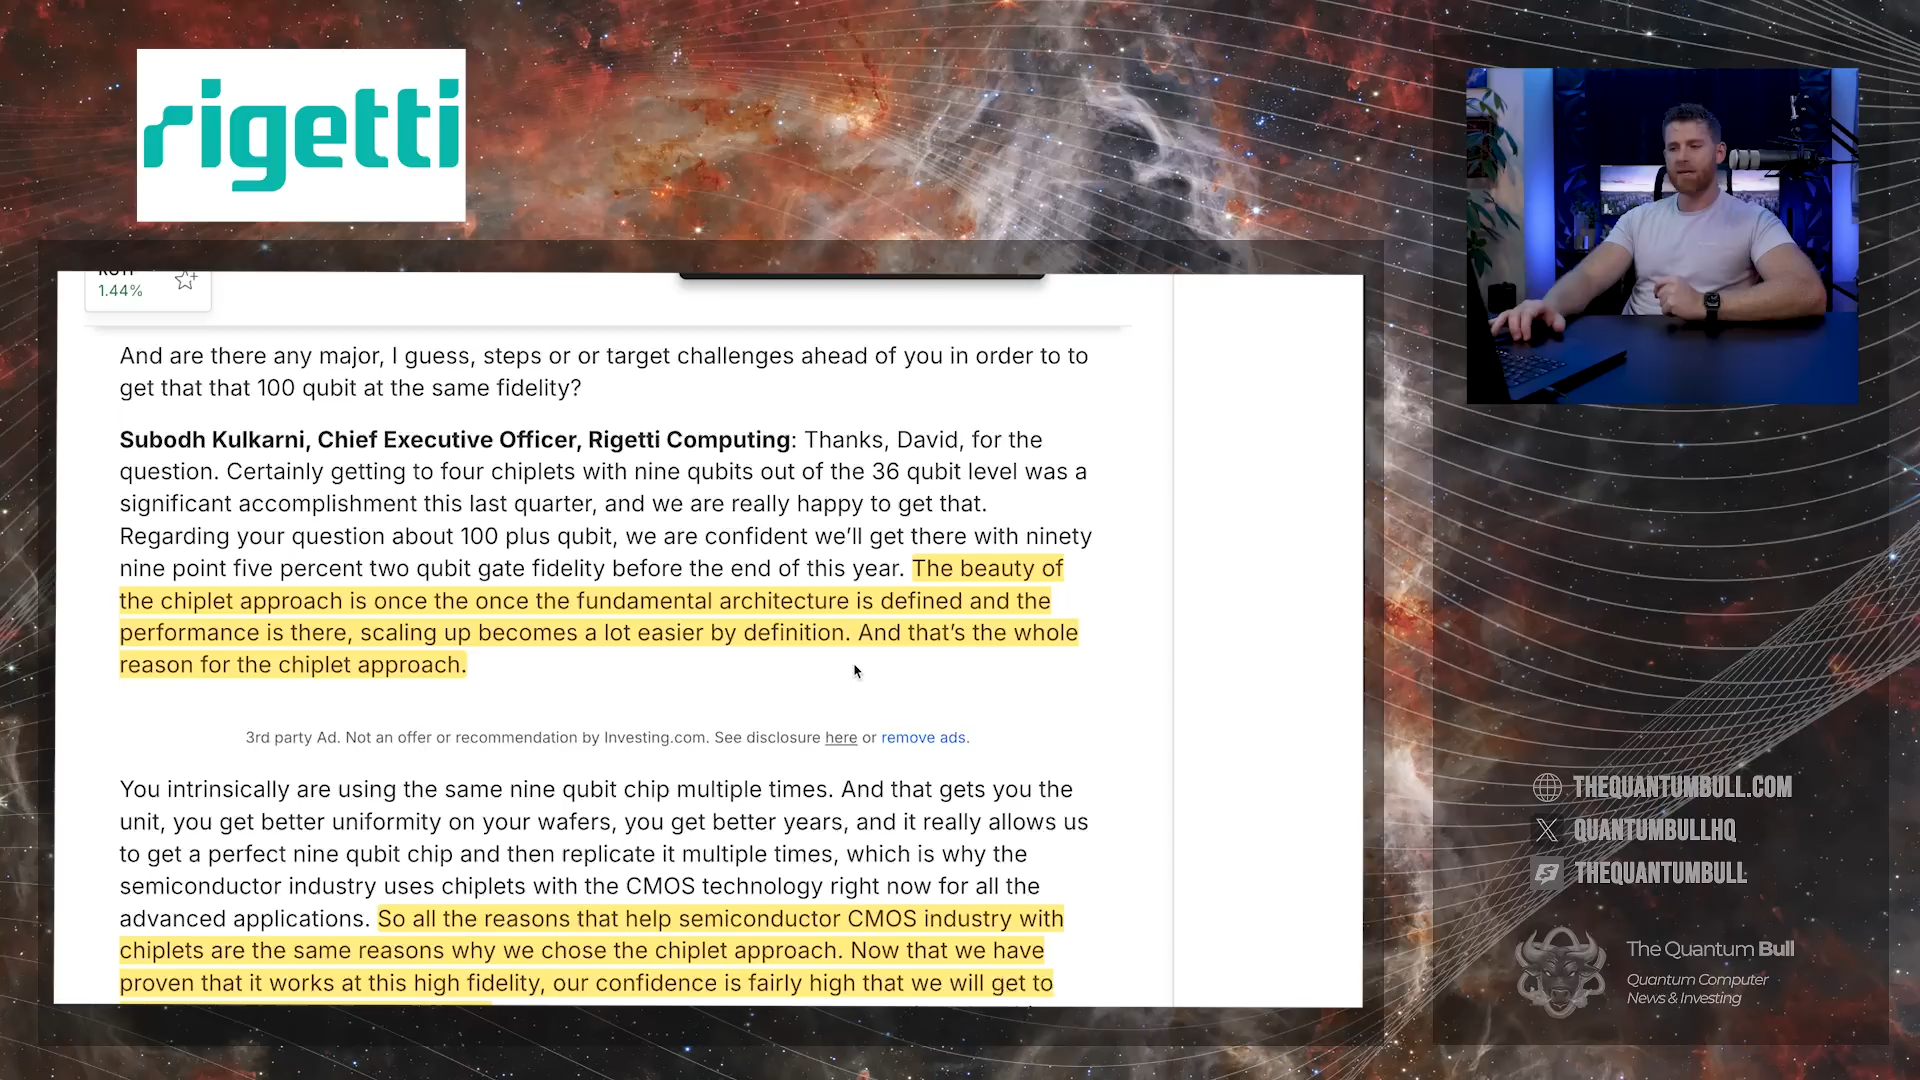 rigetti
1.44%
And are there any major, I guess, steps or or target challenges ahead of you in order to to
get that that 100 qubit at the same fidelity?
Subodh Kulkarni, Chief Executive Officer, Rigetti Computing: Thanks, David, for the
question. Certainly getting to four chiplets with nine qubits out of the 36 qubit level was a
significant accomplishment this last quarter, and we are really happy to get that.
Regarding your question about 100 plus qubit, we are confident we'll get there with ninety
nine point five percent two qubit gate fidelity before the end of this year. The beauty of
the chiplet approach is once the once the fundamental architecture is defined and the
performance is there, scaling up becomes a lot easier by definition. And that's the whole
reason for the chiplet approach.
3rd party Ad. Not an offer or recommendation by Investing.com. See disclosure here or remove ads.
You intrinsically are using the same nine qubit chip multiple times. And that gets you the
unit, you get better uniformity on your wafers, you get better years, and it really allows us
to get a perfect nine qubit chip and then replicate it multiple times, which is why the
semiconductor industry uses chiplets with the CMOS technology right now for all the
advanced applications. So all the reasons that help semiconductor CMOS industry with
chiplets are the same reasons why we chose the chiplet approach. Now that we have
proven that it works at this high fidelity, our confidence is fairly high that we will get to
THEQUANTUMBULL.COM
QUANTUMBULLHQ
THEQUANTUMBULL
The Quantum Bull
Quantum Computer
News & Investing